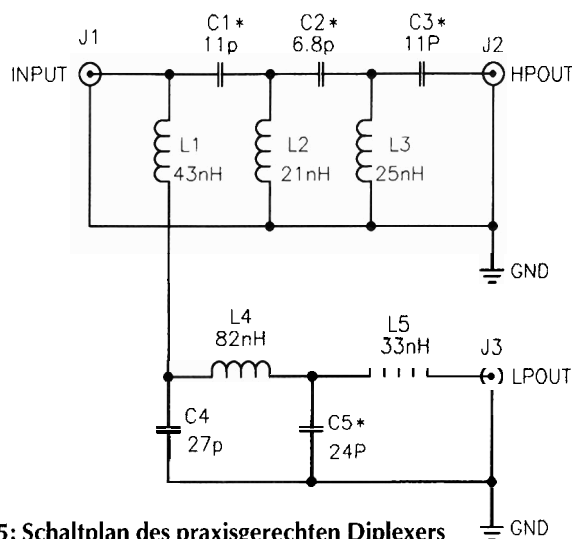 C1* C2* C3*
J1 11p 6.8p 11P J2
INPUT HPOUT
L1 L2 L3
43nH 21nH 25nH
GND
L4 L5 J3
82nH 33nH
LPOUT
C4 C5*
27p 24P
5: Schaltplan des praxisgerechten Diplexers
GND